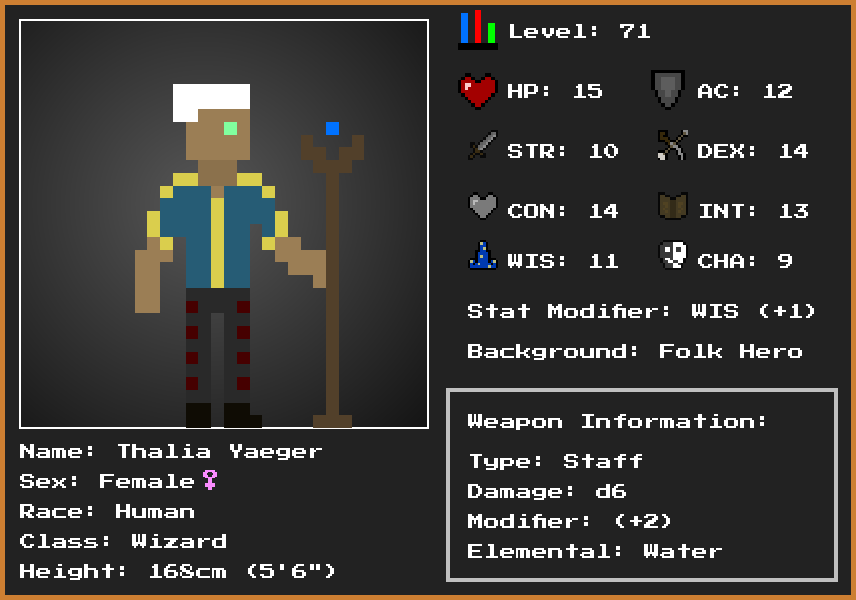 Level: 71
HP: 15 AC: 12
STR: 10 DEX: 14
CON: 14 INT: 13
WIS: 11 CHA: 9
Stat Modifier: WIS (+1)
Background: Folk Hero
Weapon Information:
Type: Staff
Damage: d6
Modifier: (+2)
Elemental: Water
Name: Thalia Yaeger
Sex: Female♀
Race: Human
Class: Wizard
Height: 168cm (5'6")